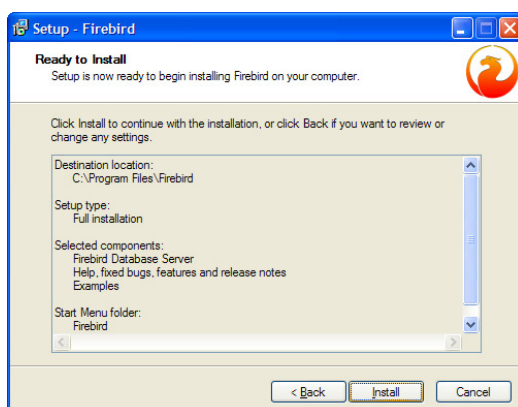 Setup - Firebird
Ready to Install
Setup is now ready to begin installing Firebird on your computer.
Click Install to continue with the installation, or click Back if you want to review or
change any settings.
Destination location:
C:\Program Files\Firebird
Setup type:
Full installation
Selected components:
Firebird Database Server
Help, fixed bugs, features and release notes
Examples
Start Menu folder:
Firebird
< Back
Install
Cancel